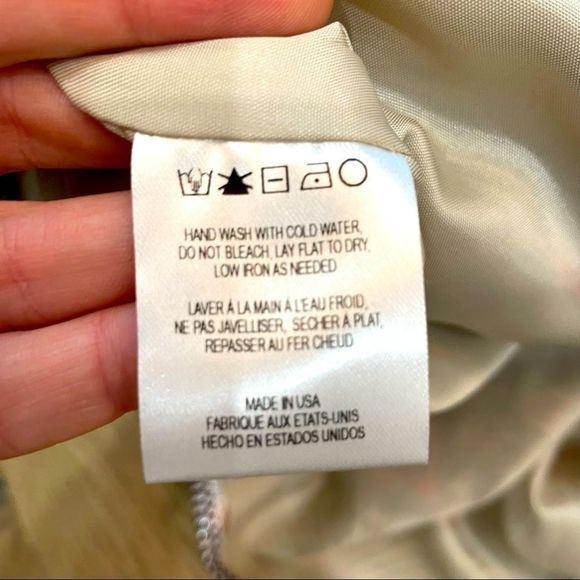 HAND WASH WITH COLD WATER,
DO NOT BLEACH, LAY FLAT TO DRY,
LOW IRON AS NEEDED
LAVER Á LA MAIN Á L'EAU FROID,
NE PAS JAVELLISER, SECHER A PLAT,
REPASSER AU FER CHEUD
MADE IN USA
FABRIQUE AUX ETATS-UNIS
HECHO EN ESTADOS UNIDOS